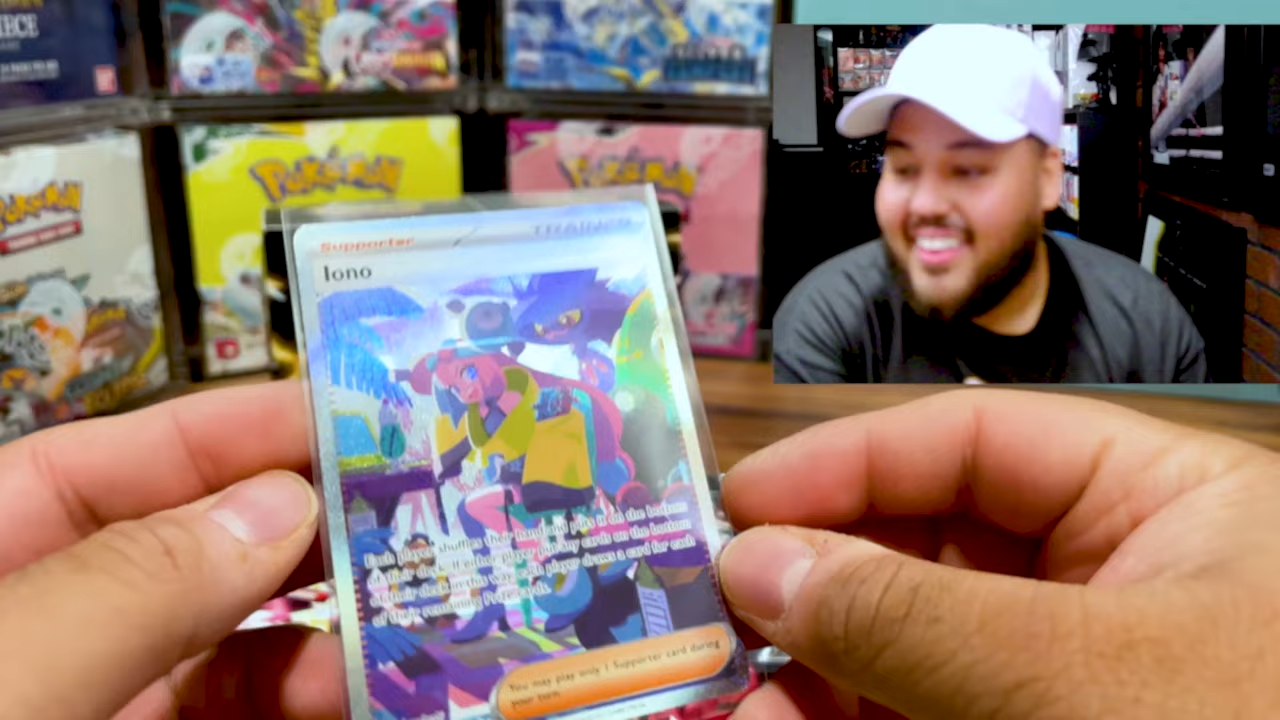 IECE
Pokémon
Pokémon
Pokémon
Supporter
TRAINER
Iono
Each player shuffles their hand and puts it on the bottom
of their deck. If either player put any cards on the bottom
of their deck in this way, each player draws a card for each
of their remaining Prize cards.
You may play only 1 Supporter card during
your turn.